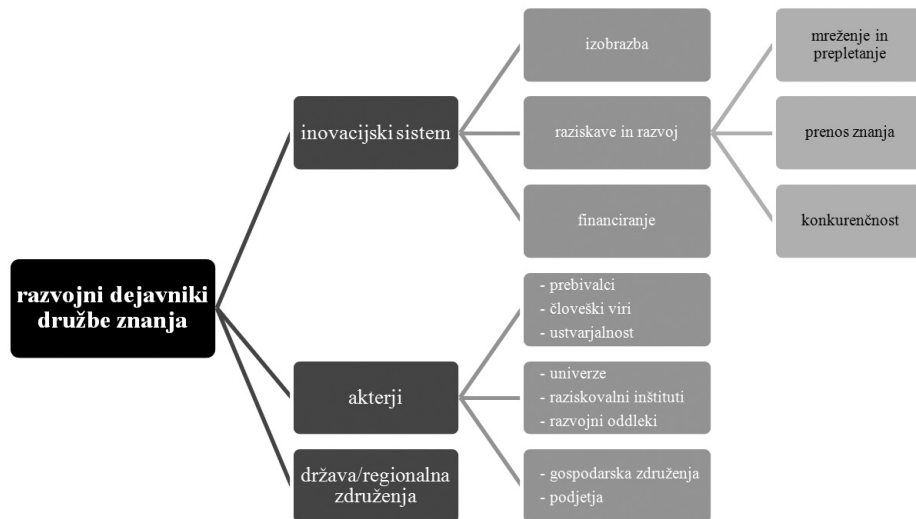 razvojni dejavniki
družbe znanja
inovacijski sistem
izobrazba
raziskave in razvoj
financiranje
mreženje in
prepletanje
prenos znanja
konkurenčnost
akterji
- prebivalci
- človeški viri
- ustvarjalnost
- univerze
- raziskovalni inštituti
- razvojni oddleki
- gospodarska združenja
- podjetja
država/regionalna
združenja